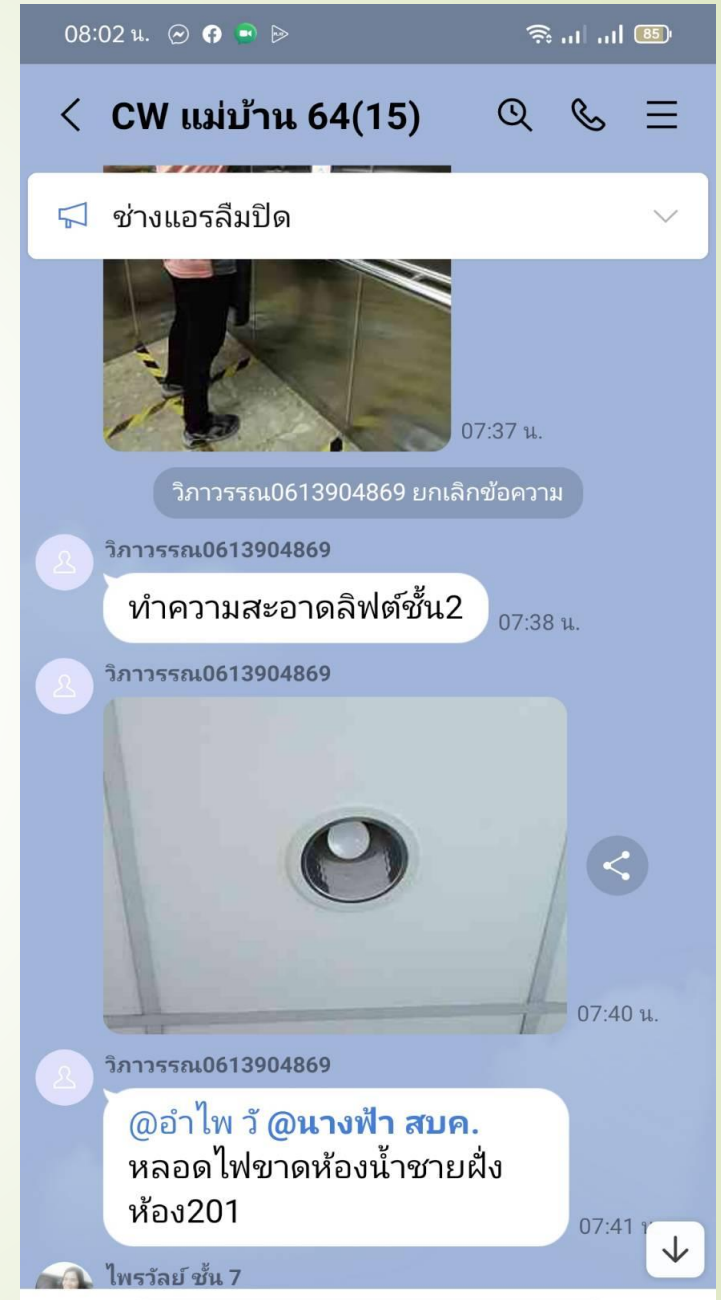 08:02 น.
85
CW แม่บ้าน 64(15)
ช่างแอรลืมปิด
07:37 น.
วิภาวรรณ0613904869 ยกเลิกข้อความ
วิภาวรรณ0613904869
ทำความสะอาดลิฟต์ชั้น2
07:38 น.
วิภาวรรณ0613904869
07:40 น.
วิภาวรรณ0613904869
@อำไพ วั @นางฟ้า สบค.
หลอดไฟขาดห้องน้ำชายฝั่ง
ห้อง201
07:41 น
ไพรวัลย์ ชั้น 7